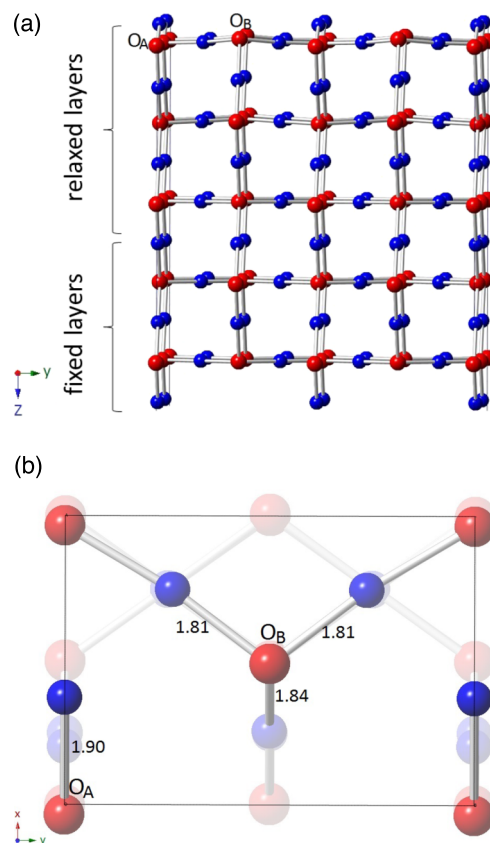 (a)
O_B
O_A
relaxed layers
fixed layers
y
z
(b)
1.81
O_B
1.81
1.84
1.90
O_A
x
y